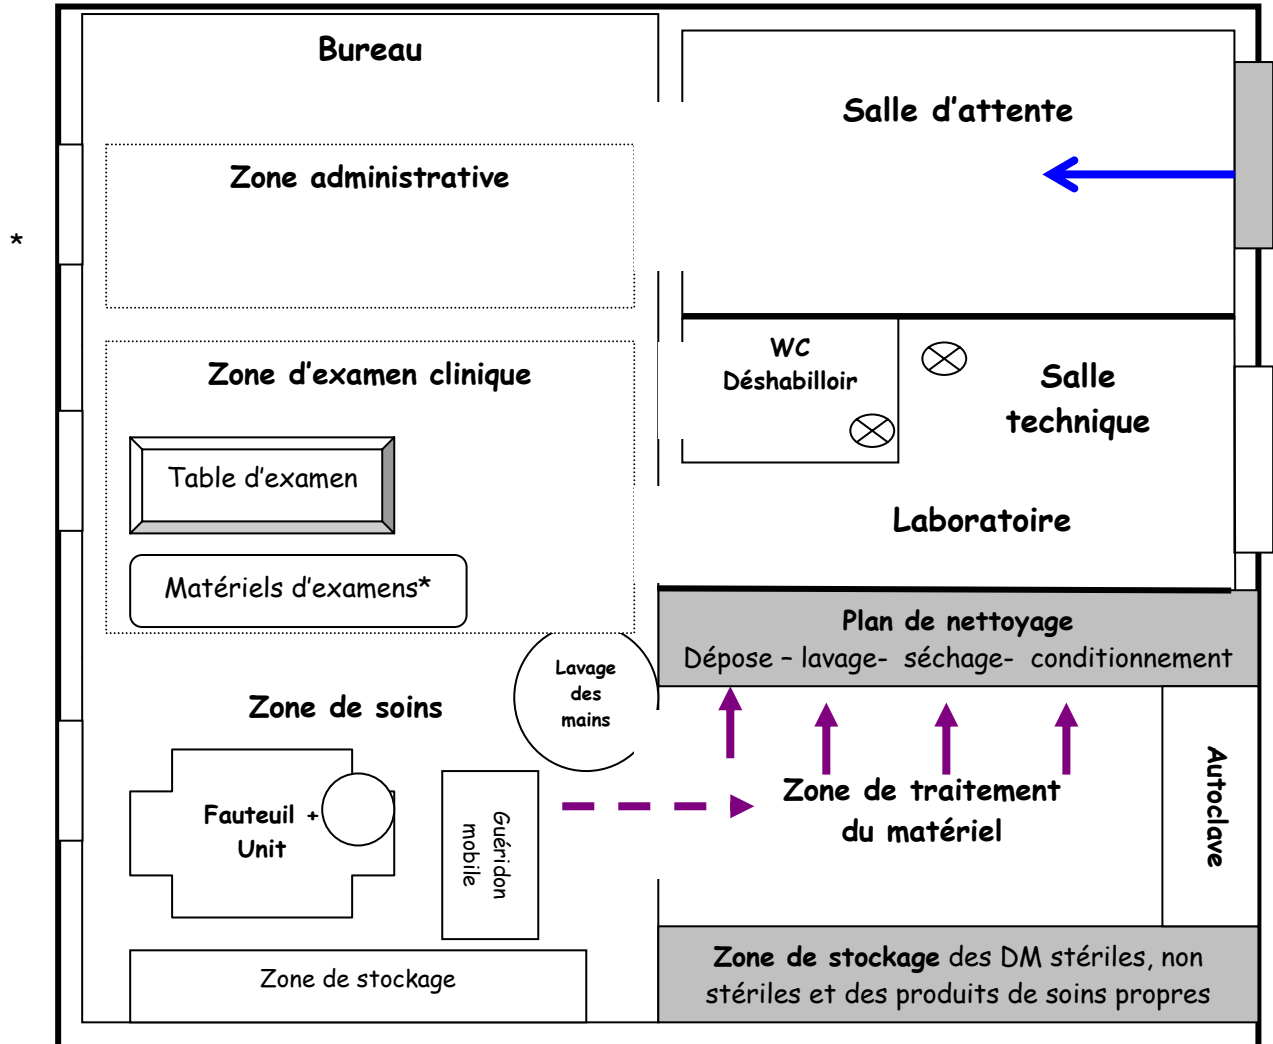 Bureau
Salle d'attente
Zone administrative
*
Zone d'examen clinique
WC
Déshabilloir
Salle
technique
Table d'examen
Laboratoire
Matériels d'examens*
Plan de nettoyage
Dépose – lavage- séchage- conditionnement
Lavage
des
mains
Zone de soins
Autoclave
Zone de traitement
du matériel
Fauteuil +
Unit
Guéridon
mobile
Zone de stockage
Zone de stockage des DM stériles, non
stériles et des produits de soins propres